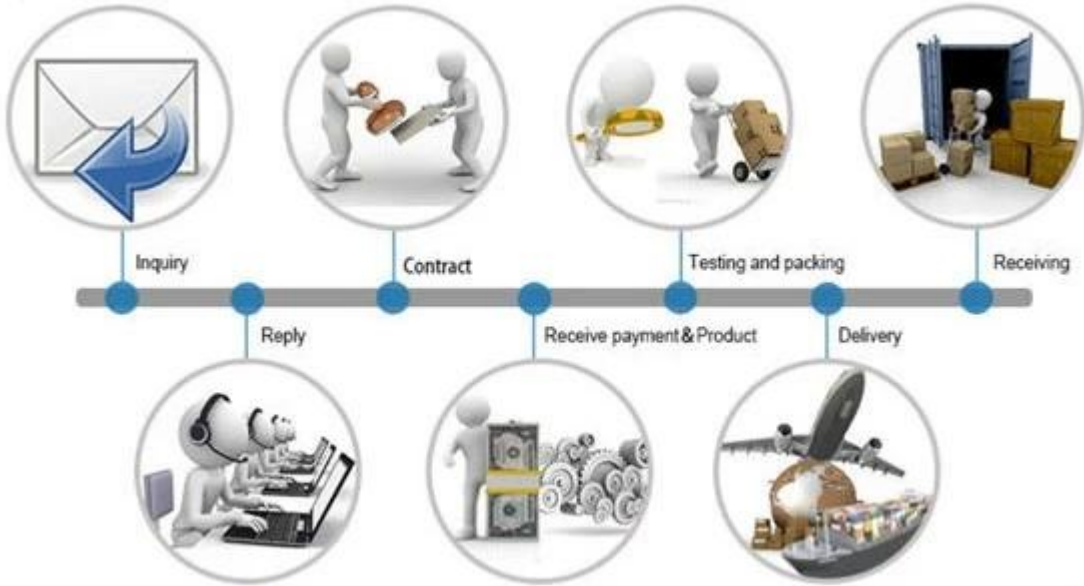 Inquiry
Reply
Contract
Receive payment&Product
Testing and packing
Delivery
Receiving